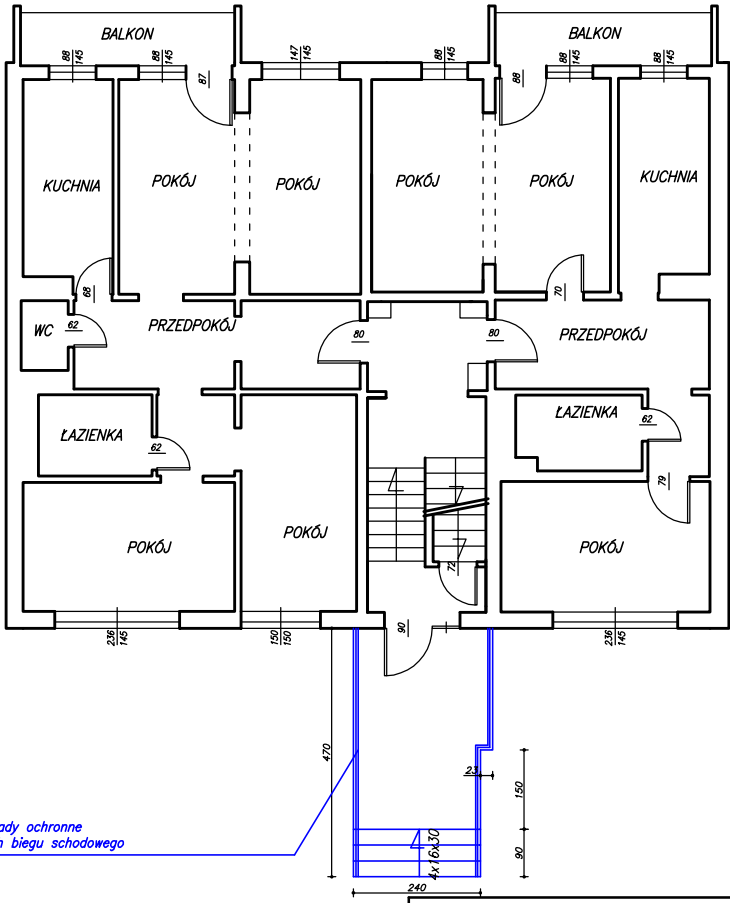 BALKON
BALKON
88
145
88
145
87
147
145
88
145
88
88
145
88
145
KUCHNIA
POKÓJ
POKÓJ
POKÓJ
POKÓJ
KUCHNIA
68
70
WC
62
PRZEDPOKÓJ
80
80
PRZEDPOKÓJ
ŁAZIENKA
62
ŁAZIENKA
62
79
POKÓJ
POKÓJ
POKÓJ
72
90
236
145
150
150
236
145
470
23
150
ady ochronne
biegu schodowego
4x16x30
90
240